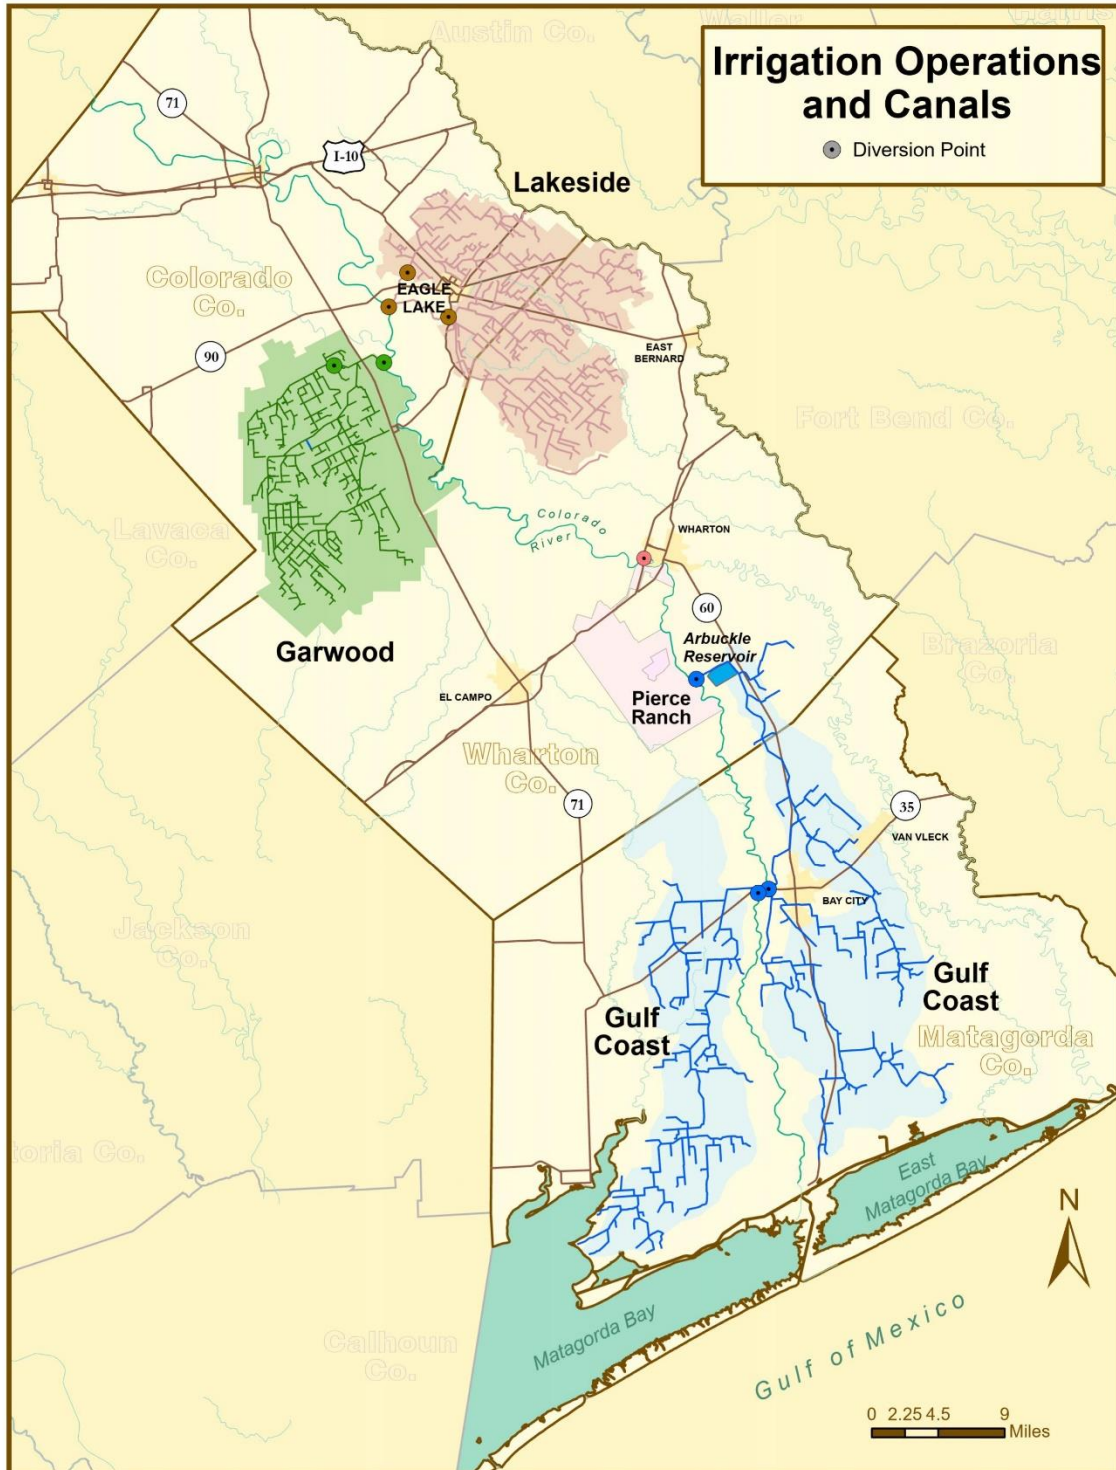 Austin Co.
Waller
Harris
Irrigation Operations
and Canals
Diversion Point
71
I-10
Lakeside
Colorado
Co.
EAGLE
LAKE
EAST
BERNARD
90
Fort Bend Co.
Lavaca
Co.
Colorado
River
WHARTON
60
Arbuckle
Reservoir
Brazoria
Co.
Garwood
EL CAMPO
Pierce
Ranch
Wharton
Co.
71
35
VAN VLECK
BAY CITY
Jackson
Co.
Gulf
Coast
Gulf
Coast
Matagorda
Co.
toria Co.
East
Matagorda Bay
N
Matagorda Bay
Calhoun
Co.
Gulf of Mexico
0 2.25 4.5 9
Miles